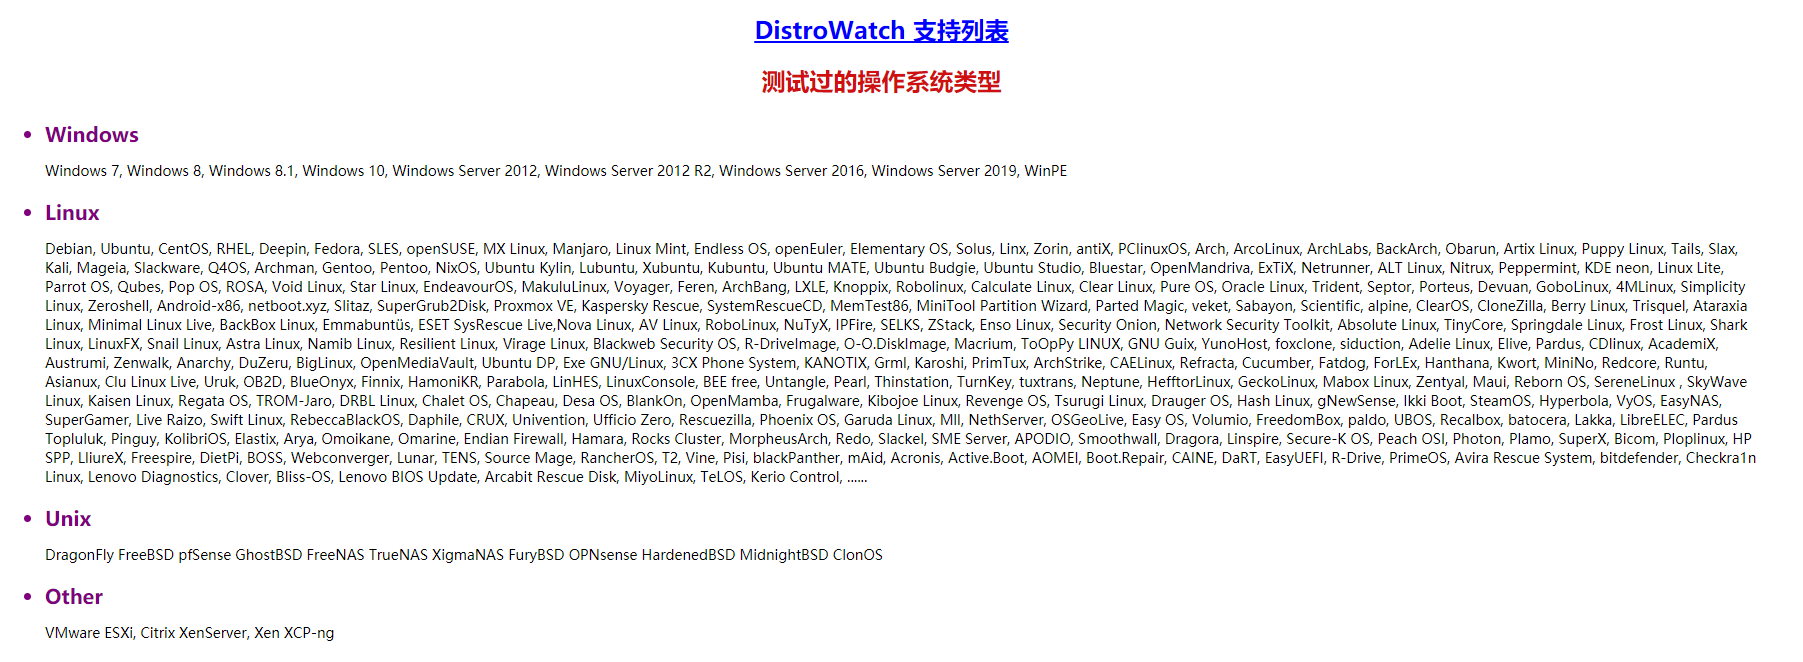 DistroWatch 支持列表
测试过的操作系统类型
Windows
Windows 7, Windows 8, Windows 8.1, Windows 10, Windows Server 2012, Windows Server 2012 R2, Windows Server 2016, Windows Server 2019, WinPE
Linux
Debian, Ubuntu, CentOS, RHEL, Deepin, Fedora, SLES, openSUSE, MX Linux, Manjaro, Linux Mint, Endless OS, openEuler, Elementary OS, Solus, Linx, Zorin, antiX, PClinuxOS, Arch, ArcoLinux, ArchLabs, BackArch, Obarun, Artix Linux, Puppy Linux, Tails, Slax,
Kali, Mageia, Slackware, Q4OS, Archman, Gentoo, Pentoo, NixOS, Ubuntu Kylin, Lubuntu, Xubuntu, Kubuntu, Ubuntu MATE, Ubuntu Budgie, Ubuntu Studio, Bluestar, OpenMandriva, ExTiX, Netrunner, ALT Linux, Nitrux, Peppermint, KDE neon, Linux Lite,
Parrot OS, Qubes, Pop OS, ROSA, Void Linux, Star Linux, EndeavourOS, MakuluLinux, Voyager, Feren, ArchBang, LXLE, Knoppix, Robolinux, Calculate Linux, Clear Linux, Pure OS, Oracle Linux, Trident, Septor, Porteus, Devuan, GoboLinux, 4MLinux, Simplicity
Linux, Zeroshell, Android-x86, netboot.xyz, Slitaz, SuperGrub2Disk, Proxmox VE, Kaspersky Rescue, SystemRescueCD, MemTest86, MiniTool Partition Wizard, Parted Magic, veket, Sabayon, Scientific, alpine, ClearOS, CloneZilla, Berry Linux, Trisquel, Ataraxia
Linux, Minimal Linux Live, BackBox Linux, Emmabuntüs, ESET SysRescue Live,Nova Linux, AV Linux, RoboLinux, NuTyX, IPFire, SELKS, ZStack, Enso Linux, Security Onion, Network Security Toolkit, Absolute Linux, TinyCore, Springdale Linux, Frost Linux, Shark
Linux, LinuxFX, Snail Linux, Astra Linux, Namib Linux, Resilient Linux, Virage Linux, Blackweb Security OS, R-DriveImage, O-O.DiskImage, Macrium, ToOpPy LINUX, GNU Guix, YunoHost, foxclone, siduction, Adelie Linux, Elive, Pardus, CDlinux, AcademiX,
Austrumi, Zenwalk, Anarchy, DuZeru, BigLinux, OpenMediaVault, Ubuntu DP, Exe GNU/Linux, 3CX Phone System, KANOTIX, Grml, Karoshi, PrimTux, ArchStrike, CAELinux, Refracta, Cucumber, Fatdog, ForLEx, Hanthana, Kwort, MiniNo, Redcore, Runtu,
Asianux, Clu Linux Live, Uruk, OB2D, BlueOnyx, Finnix, HamoniKR, Parabola, LinHES, LinuxConsole, BEE free, Untangle, Pearl, Thinstation, TurnKey, tuxtrans, Neptune, HefftorLinux, GeckoLinux, Mabox Linux, Zentyal, Maui, Reborn OS, SereneLinux , SkyWave
Linux, Kaisen Linux, Regata OS, TROM-Jaro, DRBL Linux, Chalet OS, Chapeau, Desa OS, BlankOn, OpenMamba, Frugalware, Kibojoe Linux, Revenge OS, Tsurugi Linux, Drauger OS, Hash Linux, gNewSense, Ikki Boot, SteamOS, Hyperbola, VyOS, EasyNAS,
SuperGamer, Live Raizo, Swift Linux, RebeccaBlackOS, Daphile, CRUX, Univention, Ufficio Zero, Rescuezilla, Phoenix OS, Garuda Linux, Mll, NethServer, OSGeoLive, Easy OS, Volumio, FreedomBox, paldo, UBOS, Recalbox, batocera, Lakka, LibreELEC, Pardus
Topluluk, Pinguy, KolibriOS, Elastix, Arya, Omoikane, Omarine, Endian Firewall, Hamara, Rocks Cluster, MorpheusArch, Redo, Slackel, SME Server, APODIO, Smoothwall, Dragora, Linspire, Secure-K OS, Peach OSI, Photon, Plamo, SuperX, Bicom, Ploplinux, HP
SPP, LliureX, Freespire, DietPi, BOSS, Webconverger, Lunar, TENS, Source Mage, RancherOS, T2, Vine, Pisi, blackPanther, mAid, Acronis, Active.Boot, AOMEI, Boot.Repair, CAINE, DaRT, EasyUEFI, R-Drive, PrimeOS, Avira Rescue System, bitdefender, Checkra1n
Linux, Lenovo Diagnostics, Clover, Bliss-OS, Lenovo BIOS Update, Arcabit Rescue Disk, MiyoLinux, TeLOS, Kerio Control, ......
Unix
DragonFly FreeBSD pfSense GhostBSD FreeNAS TrueNAS XigmaNAS FuryBSD OPNsense HardenedBSD MidnightBSD ClonOS
Other
VMware ESXi, Citrix XenServer, Xen XCP-ng